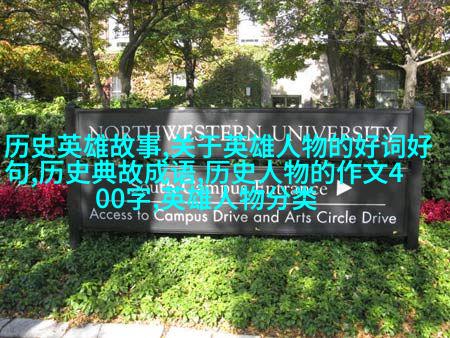 NORTHWESTERN UNIVERSITY
历史英雄故事,关于英雄人物的好词好
句,历史典故成语,历史人物的作文4
00字-英雄人物分类
South Campus Entrance
Access to Campus Drive and Arts Circle Drive